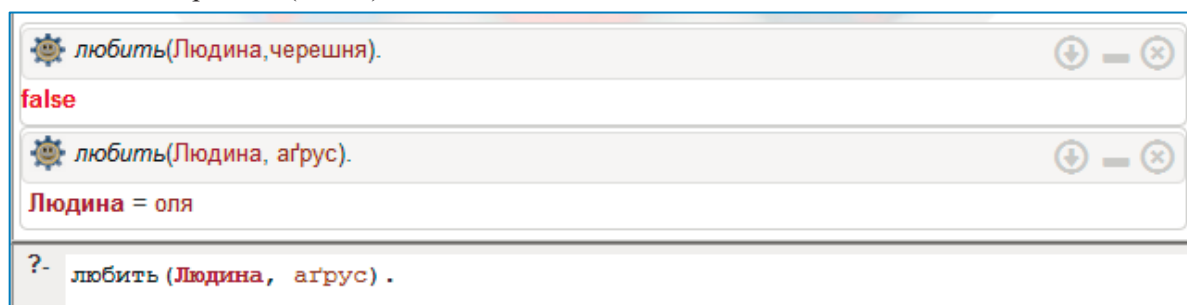 любить(Людина,черешня).
false
любить(Людина, аґрус).
Людина = оля
?- любить(Людина, аґрус).